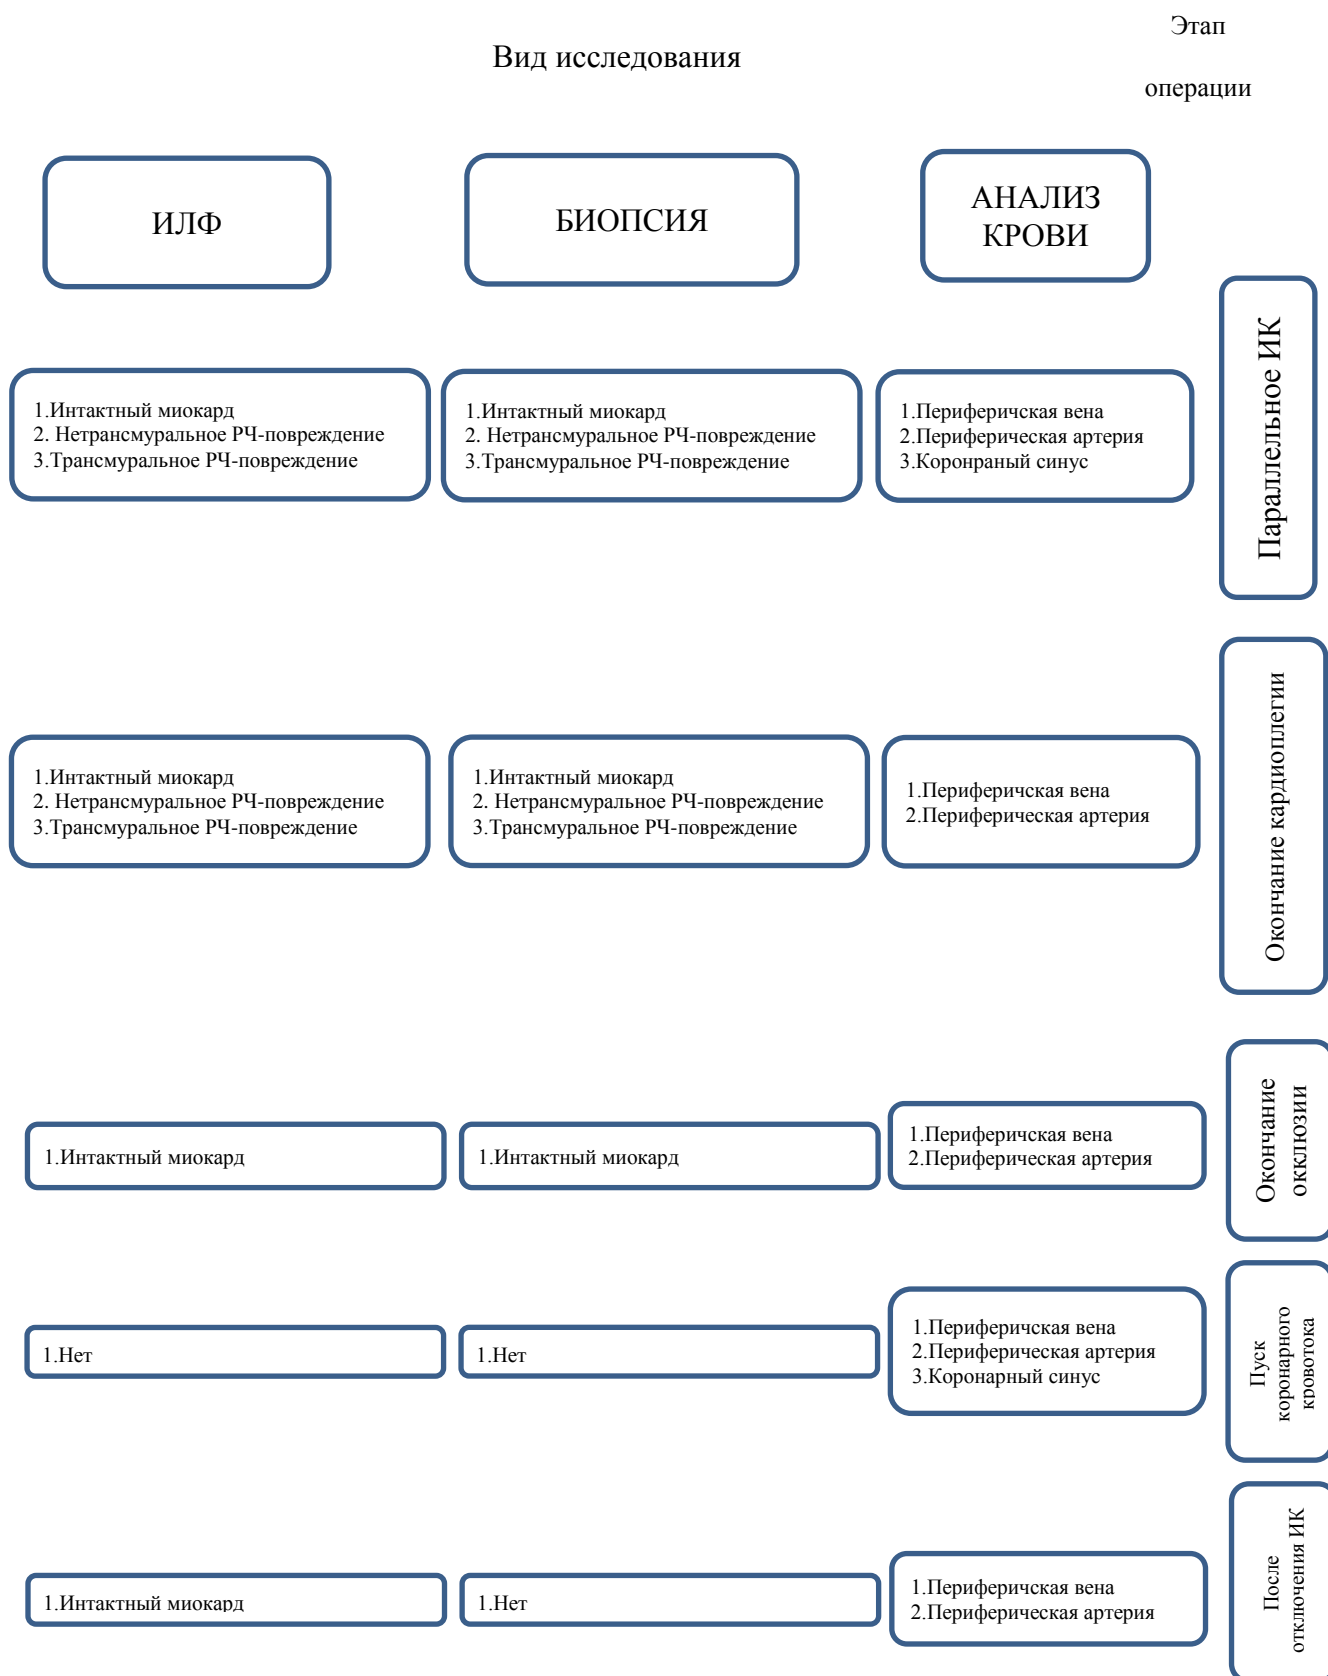 Этап
операции
Вид исследования
ИЛФ
БИОПСИЯ
АНАЛИЗ
КРОВИ
1.Интактный миокард
2. Нетрансмуральное РЧ-повреждение
3.Трансмуральное РЧ-повреждение
1.Интактный миокард
2. Нетрансмуральное РЧ-повреждение
3.Трансмуральное РЧ-повреждение
1.Перифричская вена
2.Периферическая артерия
3.Коронраный синус
Параллельное ИК
1.Интактный миокард
2. Нетрансмуральное РЧ-повреждение
3.Трансмуральное РЧ-повреждение
1.Интактный миокард
2. Нетрансмуральное РЧ-повреждение
3.Трансмуральное РЧ-повреждение
1.Периферичская вена
2.Периферическая артерия
Окончание кардиоплегии
1.Интактный миокард
1.Интактный миокард
1.Периферичская вена
2.Периферическая артерия
Окончание
окклюзии
1.Нет
1.Нет
1.Периферичская вена
2.Периферическая артерия
3.Коронарный синус
Пуск
коронарного
кровотока
1.Интактный миокард
1.Нет
1.Периферичская вена
2.Периферическая артерия
После
отключения ИК